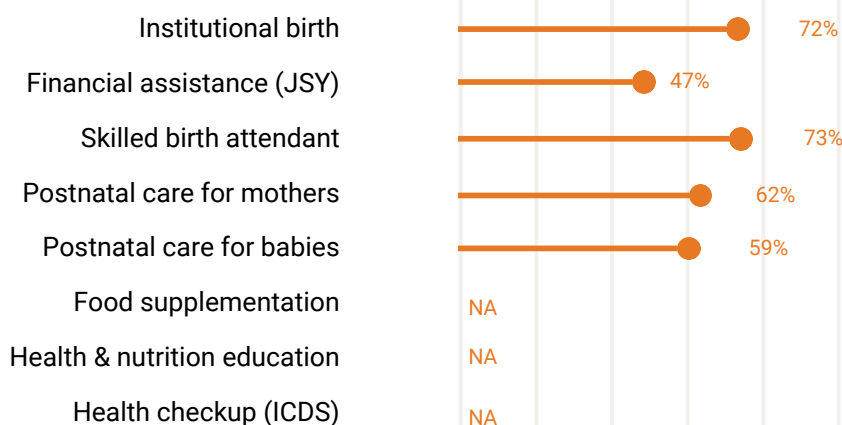 Institutional birth 72%
Financial assistance (JSY) 47%
Skilled birth attendant 73%
Postnatal care for mothers 62%
Postnatal care for babies 59%
Food supplementation NA
Health & nutrition education NA
Health checkup (ICDS) NA